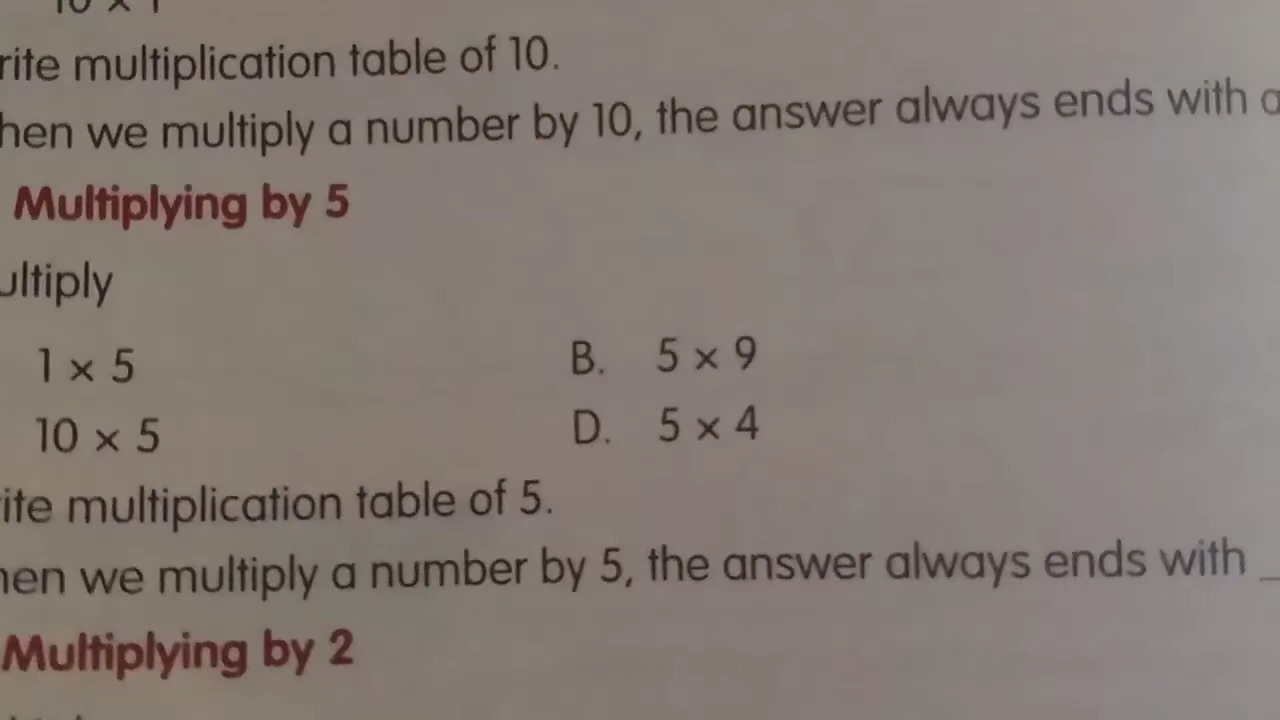 rite multiplication table of 10.
hen we multiply a number by 10, the answer always ends with a
Multiplying by 5
ultiply
1 × 5 B. 5 × 9
10 × 5 D. 5 × 4
ite multiplication table of 5.
hen we multiply a number by 5, the answer always ends with _
Multiplying by 2